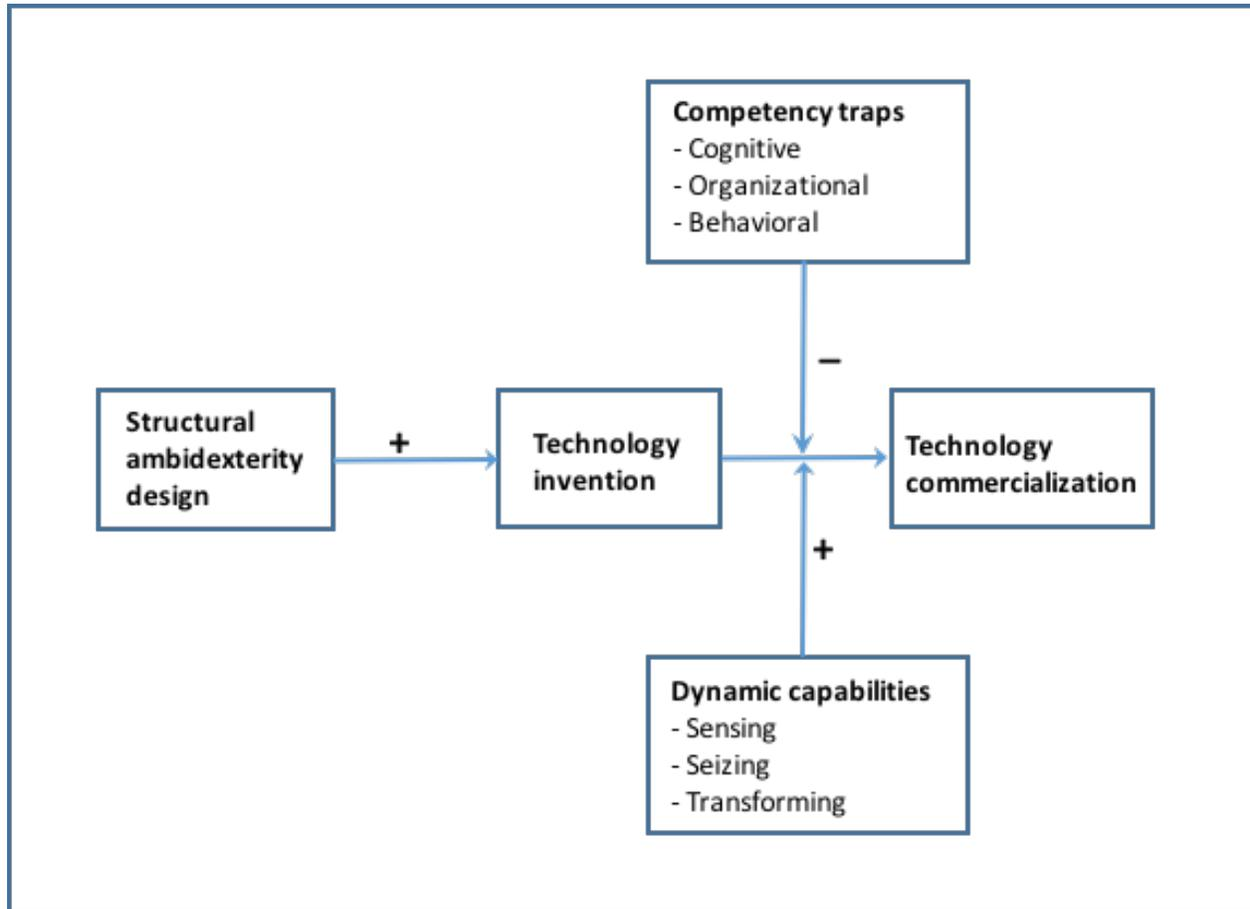 Competency traps
- Cognitive
- Organizational
- Behavioral
–
Structural
ambidexterity
design
+
Technology
invention
Technology
commercialization
+
Dynamic capabilities
- Sensing
- Seizing
- Transforming